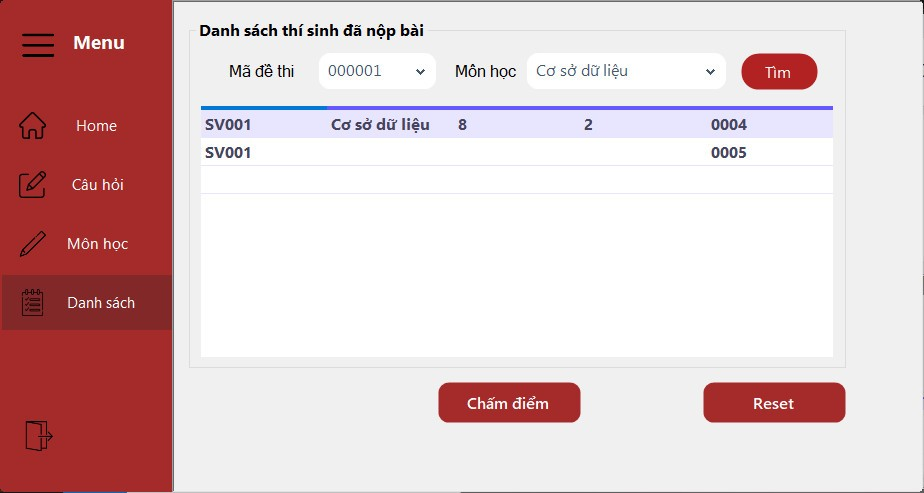 Menu
Home
Câu hỏi
Môn học
Danh sách
Danh sách thí sinh đã nộp bài
Mã đề thi 000001 Môn học Cơ sở dữ liệu Tìm
SV001 Cơ sở dữ liệu 8 2 0004
SV001 0005
Chấm điểm Reset